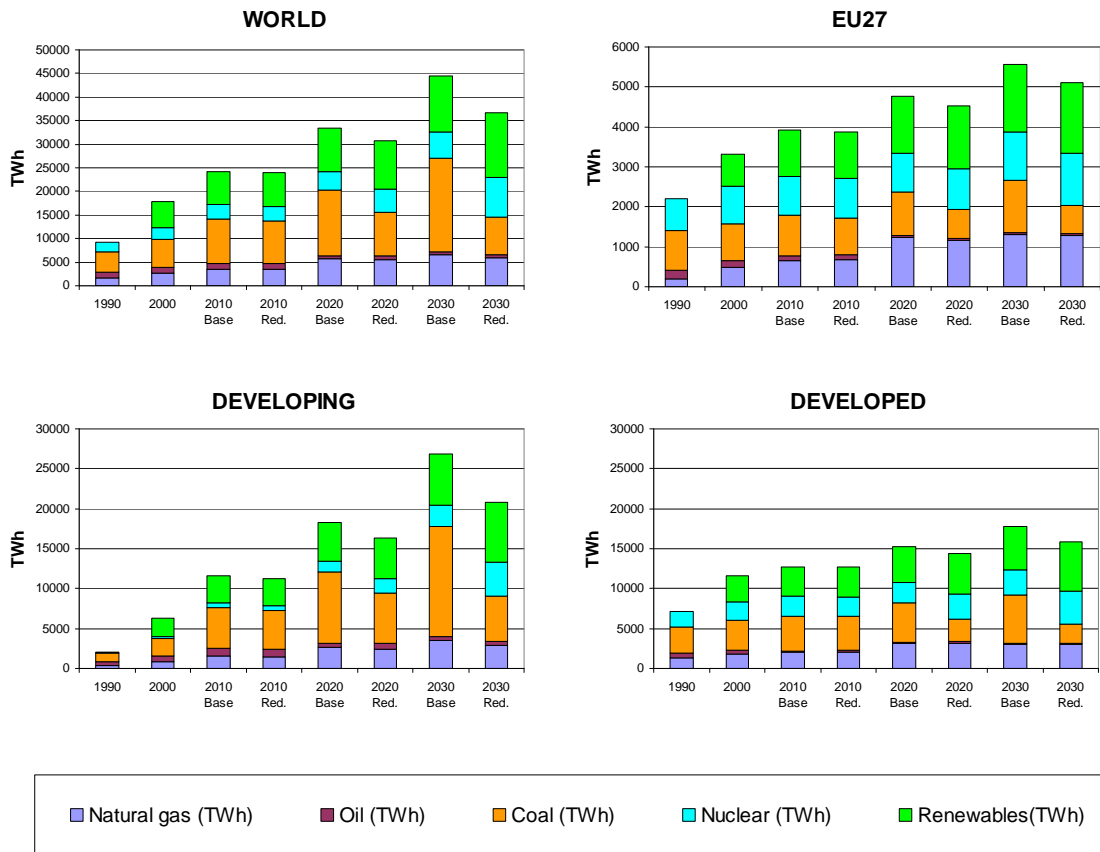 WORLD
50000
45000
40000
35000
30000
25000
20000
15000
10000
5000
0
TWh
1990 2000 2010 2010 2020 2020 2030 2030
Base Red. Base Red. Base Red.
EU27
6000
5000
4000
3000
2000
1000
0
TWh
1990 2000 2010 2010 2020 2020 2030 2030
Base Red. Base Red. Base Red.
DEVELOPING
30000
25000
20000
15000
10000
5000
0
TWh
1990 2000 2010 2010 2020 2020 2030 2030
Base Red. Base Red. Base Red.
DEVELOPED
30000
25000
20000
15000
10000
5000
0
TWh
1990 2000 2010 2010 2020 2020 2030 2030
Base Red. Base Red. Base Red.
Natural gas (TWh) Oil (TWh) Coal (TWh) Nuclear (TWh) Renewables(TWh)